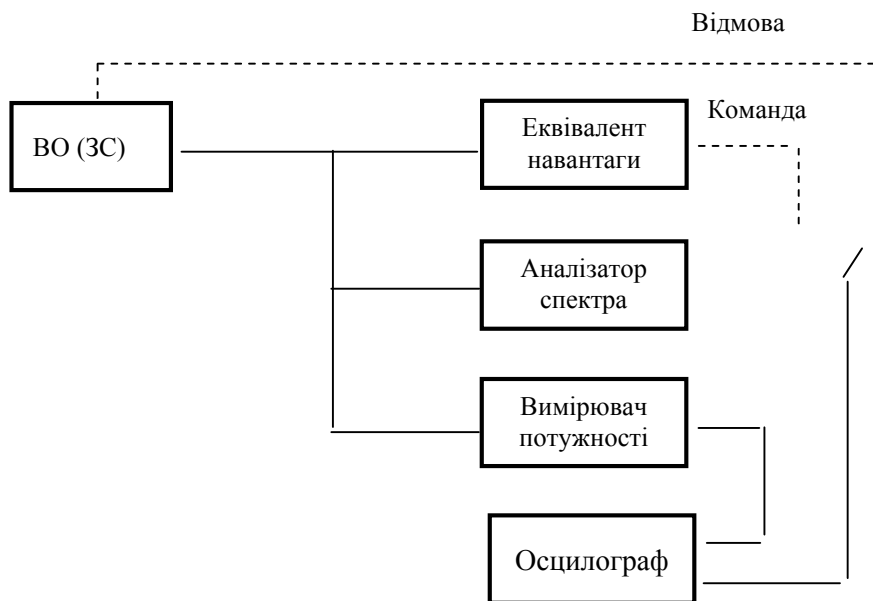 Відмова
ВО (ЗС)
Еквівалент
навантаги
Команда
Аналізатор
спектра
Вимірювач
потужності
Осцилограф